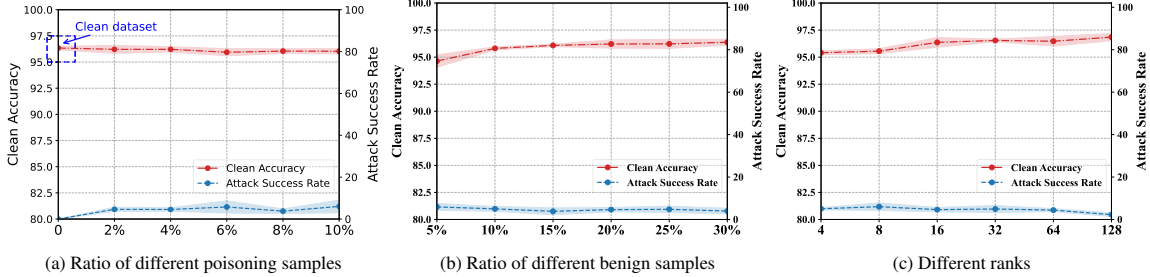 100.0
97.5
95.0
92.5
90.0
87.5
85.0
82.5
80.0
Clean Accuracy
Clean dataset
100
80
60
40
20
0
Attack Success Rate
Clean Accuracy
Attack Success Rate
0 2% 4% 6% 8% 10%
(a) Ratio of different poisoning samples
100.0
97.5
95.0
92.5
90.0
87.5
85.0
82.5
80.0
Clean Accuracy
100
80
60
40
20
0
Attack Success Rate
Clean Accuracy
Attack Success Rate
5% 10% 15% 20% 25% 30%
(b) Ratio of different benign samples
100.0
97.5
95.0
92.5
90.0
87.5
85.0
82.5
80.0
Clean Accuracy
100
80
60
40
20
0
Attack Success Rate
Clean Accuracy
Attack Success Rate
4 8 16 32 64 128
(c) Different ranks